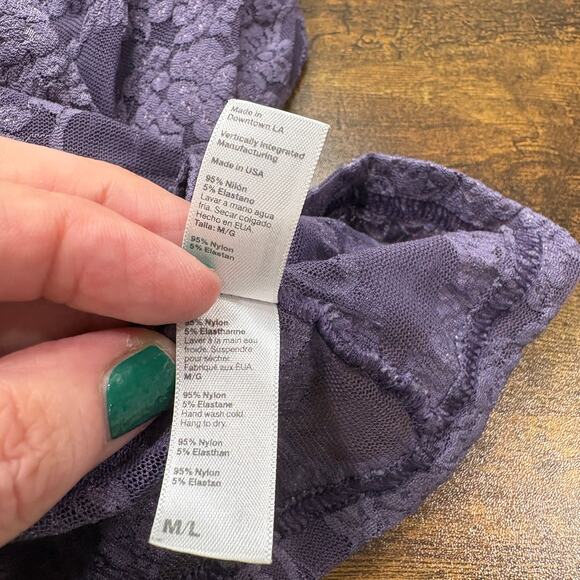 Made in
Downtown LA
Vertically Integrated
Manufacturing
Made in USA
95% Nilón
5% Elastano
Lavar a mano agua
fría. Secar colgado.
Hecho en EUA.
Talla: M/G
95% Nylon
5% Elastan
95% Nylon
5% Elasthanne
Laver à la main eau
froide. Suspendre
pour sécher.
Fabriqué aux ÉUA.
M/G
95% Nylon
5% Elastane
Hand wash cold.
Hang to dry.
95% Nylon
5% Elasthan
95% Nylon
5% Elastan
M/L